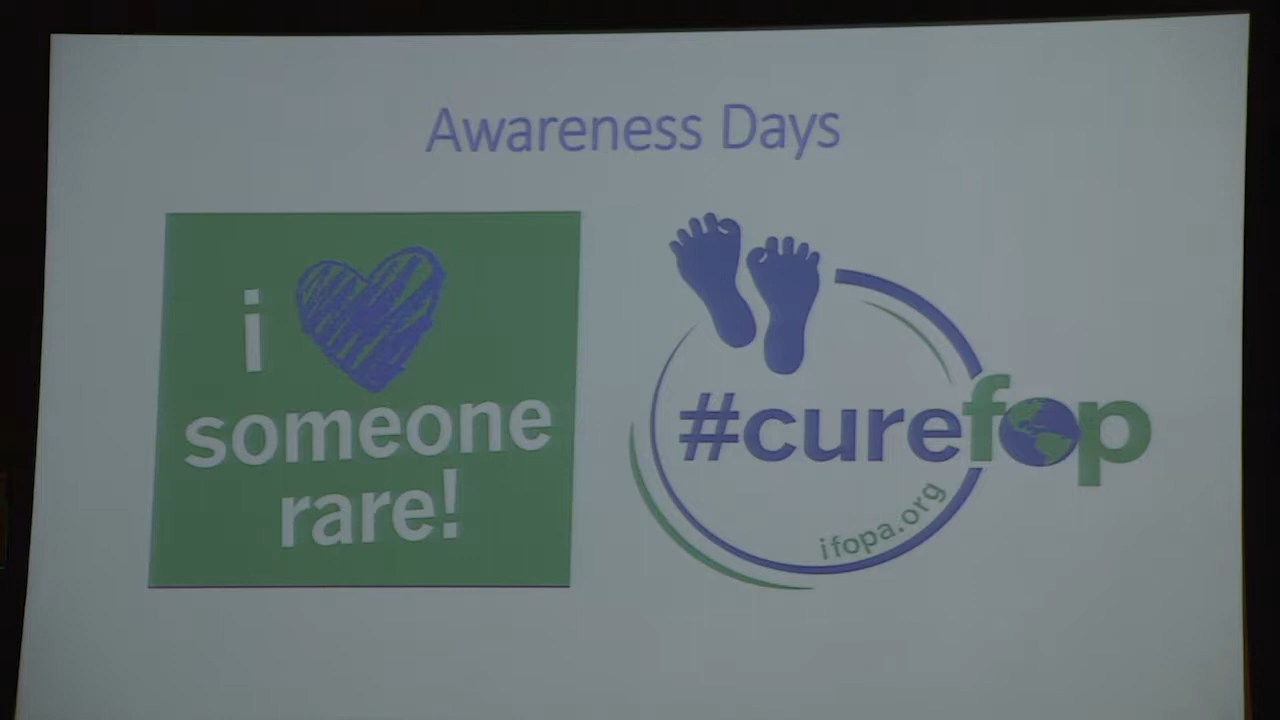 Awareness Days
i
someone
rare!
#curefop
ifopa.org